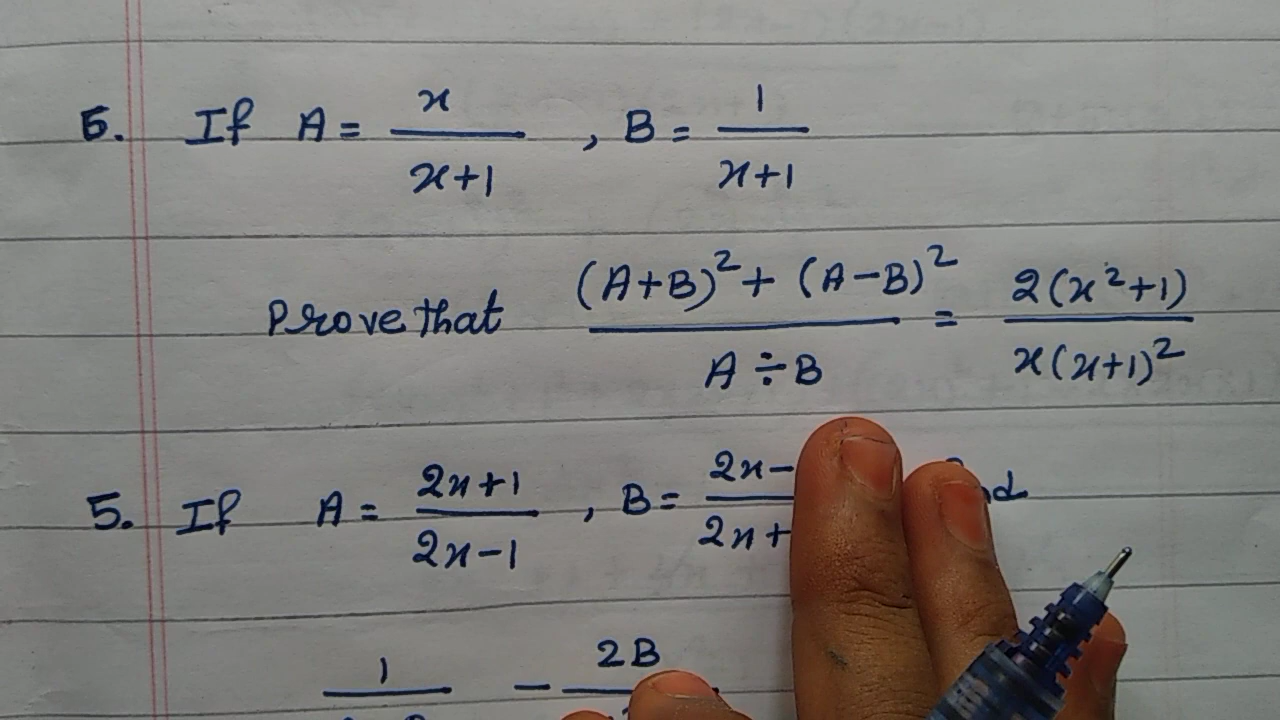 6. If A = x/(x+1) , B = 1/(x+1)
Prove that ((A+B)²+ (A-B)²)/(A÷B) = 2(x²+1)/(x(x+1)²)
5. If A = (2x+1)/(2x-1) , B = 2x-/2x+
1 - 2B